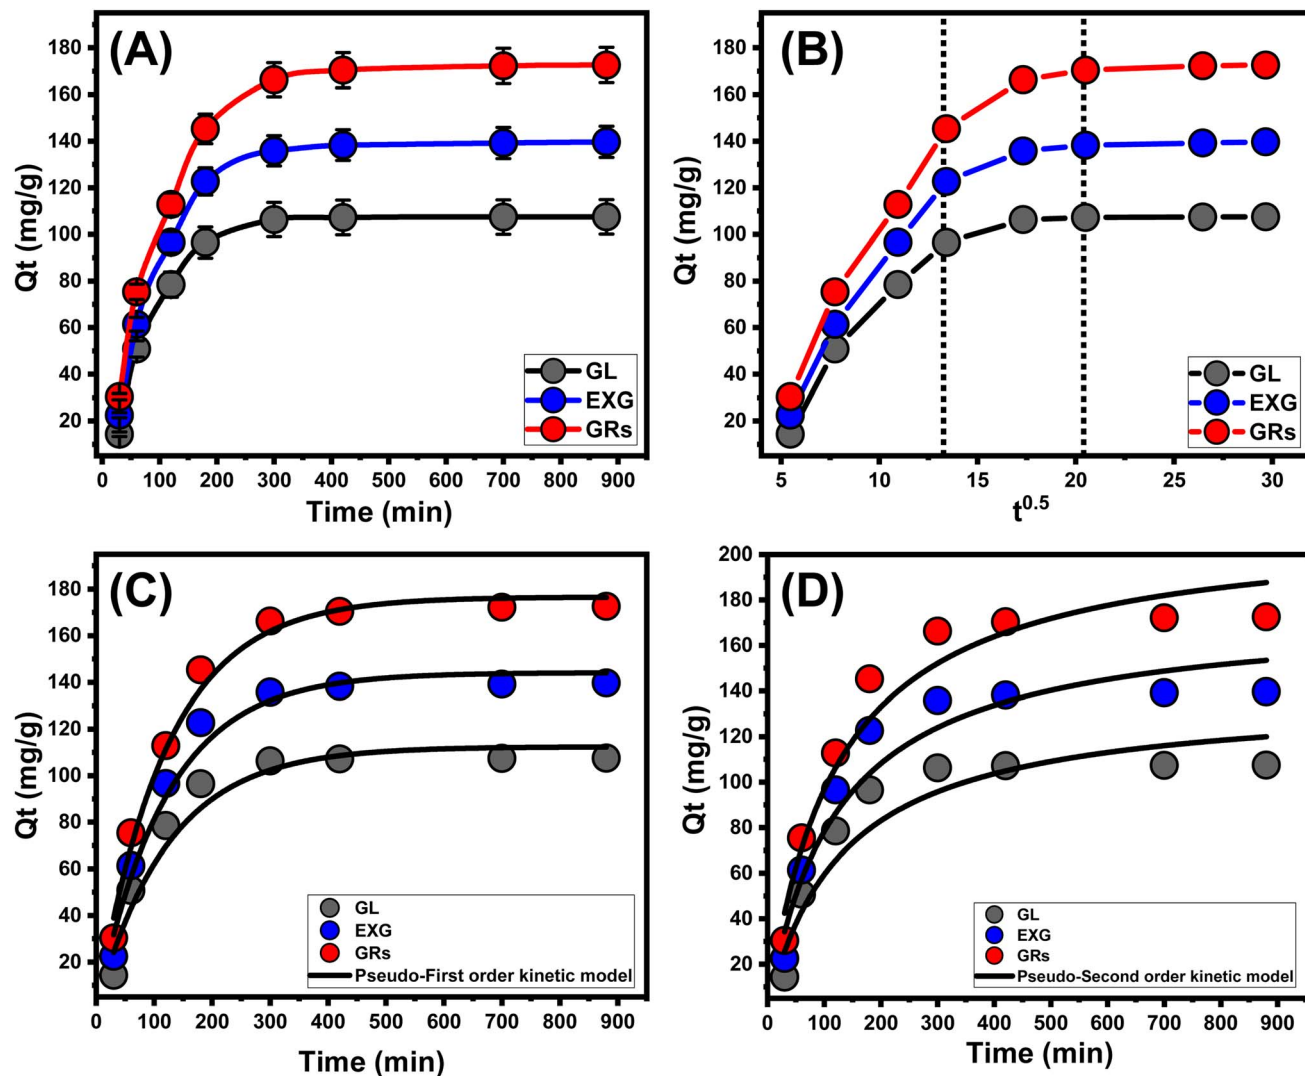 (A)
Qt (mg/g)
180
160
140
120
100
80
60
40
20
0 100 200 300 400 500 600 700 800 900
Time (min)
GL
EXG
GRs
(B)
Qt (mg/g)
180
160
140
120
100
80
60
40
20
5 10 15 20 25 30
t^0.5
GL
EXG
GRs
(C)
Qt (mg/g)
180
160
140
120
100
80
60
40
20
0 100 200 300 400 500 600 700 800 900
Time (min)
GL
EXG
GRs
Pseudo-First order kinetic model
(D)
Qt (mg/g)
200
180
160
140
120
100
80
60
40
20
0 100 200 300 400 500 600 700 800 900
Time (min)
GL
EXG
GRs
Pseudo-Second order kinetic model